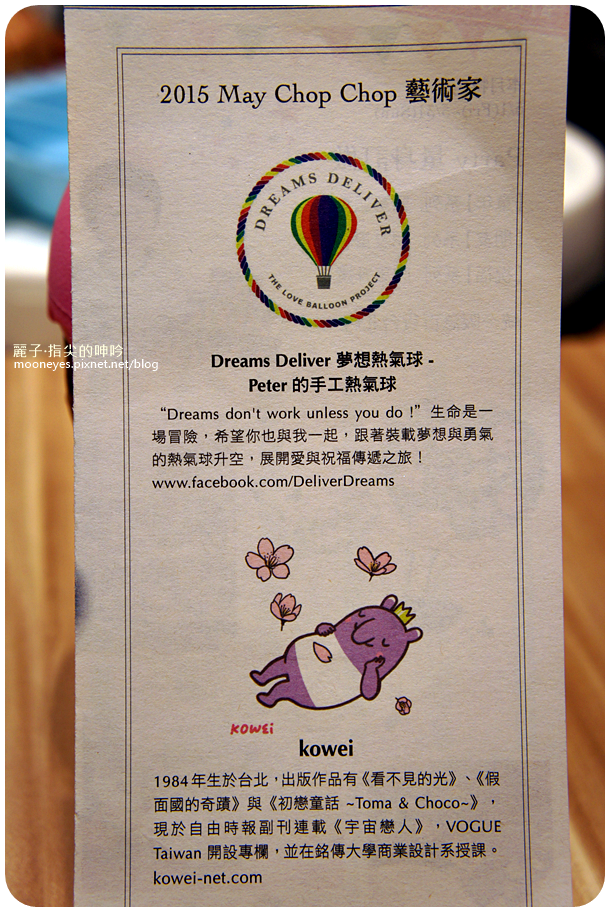 2015 May Chop Chop 藝術家
DREAMS DELIVER
THE LOVE BALLOON PROJECT
麗子‧指尖的呻吟
mooneyes.pixnet.net/blog
Dreams Deliver 夢想熱氣球 -
Peter 的手工熱氣球
“Dreams don't work unless you do !” 生命是一
場冒險，希望你也與我一起，跟著裝載夢想與勇氣
的熱氣球升空，展開愛與祝福傳遞之旅！
www.facebook.com/DeliverDreams
KOWEI
kowei
1984 年生於台北，出版作品有《看不見的光》、《假
面國的奇蹟》與《初戀童話 ~Toma & Choco~》，
現於自由時報副刊連載《宇宙戀人》，VOGUE
Taiwan 開設專欄，並在銘傳大學商業設計系授課。
kowei-net.com